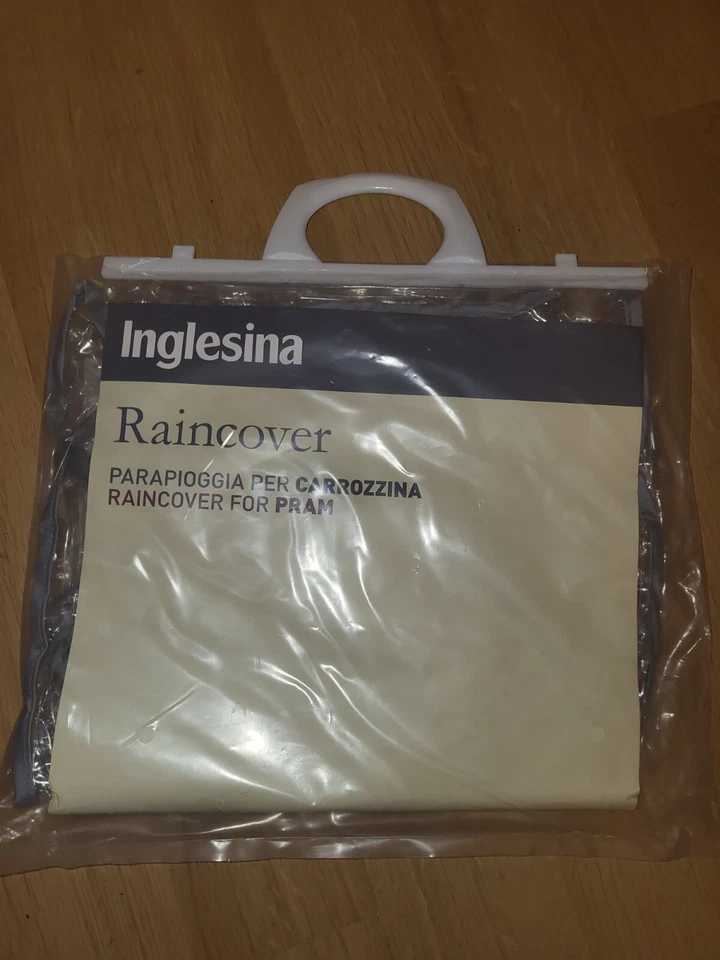 Inglesina
Raincover
PARAPIOGGIA PER CARROZZINA
RAINCOVER FOR PRAM